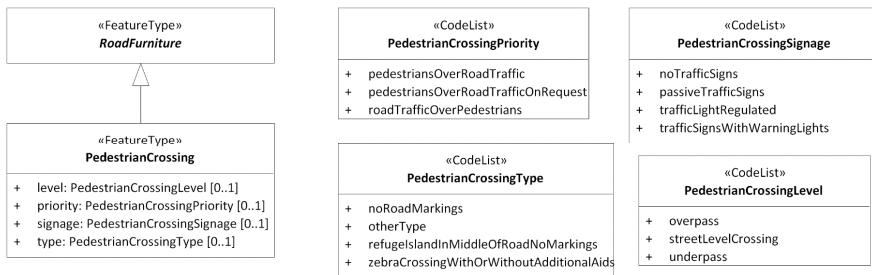 «FeatureType»
RoadFurniture
«FeatureType»
PedestrianCrossing
+ level: PedestrianCrossingLevel [0..1]
+ priority: PedestrianCrossingPriority [0..1]
+ signage: PedestrianCrossingSignage [0..1]
+ type: PedestrianCrossingType [0..1]
«CodeList»
PedestrianCrossingPriority
+ pedestriansOverRoadTraffic
+ pedestriansOverRoadTrafficOnRequest
+ roadTrafficOverPedestrians
«CodeList»
PedestrianCrossingType
+ noRoadMarkings
+ otherType
+ refugeIslandInMiddleOfRoadNoMarkings
+ zebraCrossingWithOrWithoutAdditionalAids
«CodeList»
PedestrianCrossingSignage
+ noTrafficSigns
+ passiveTrafficSigns
+ trafficLightRegulated
+ trafficSignsWithWarningLights
«CodeList»
PedestrianCrossingLevel
+ overpass
+ streetLevelCrossing
+ underpass